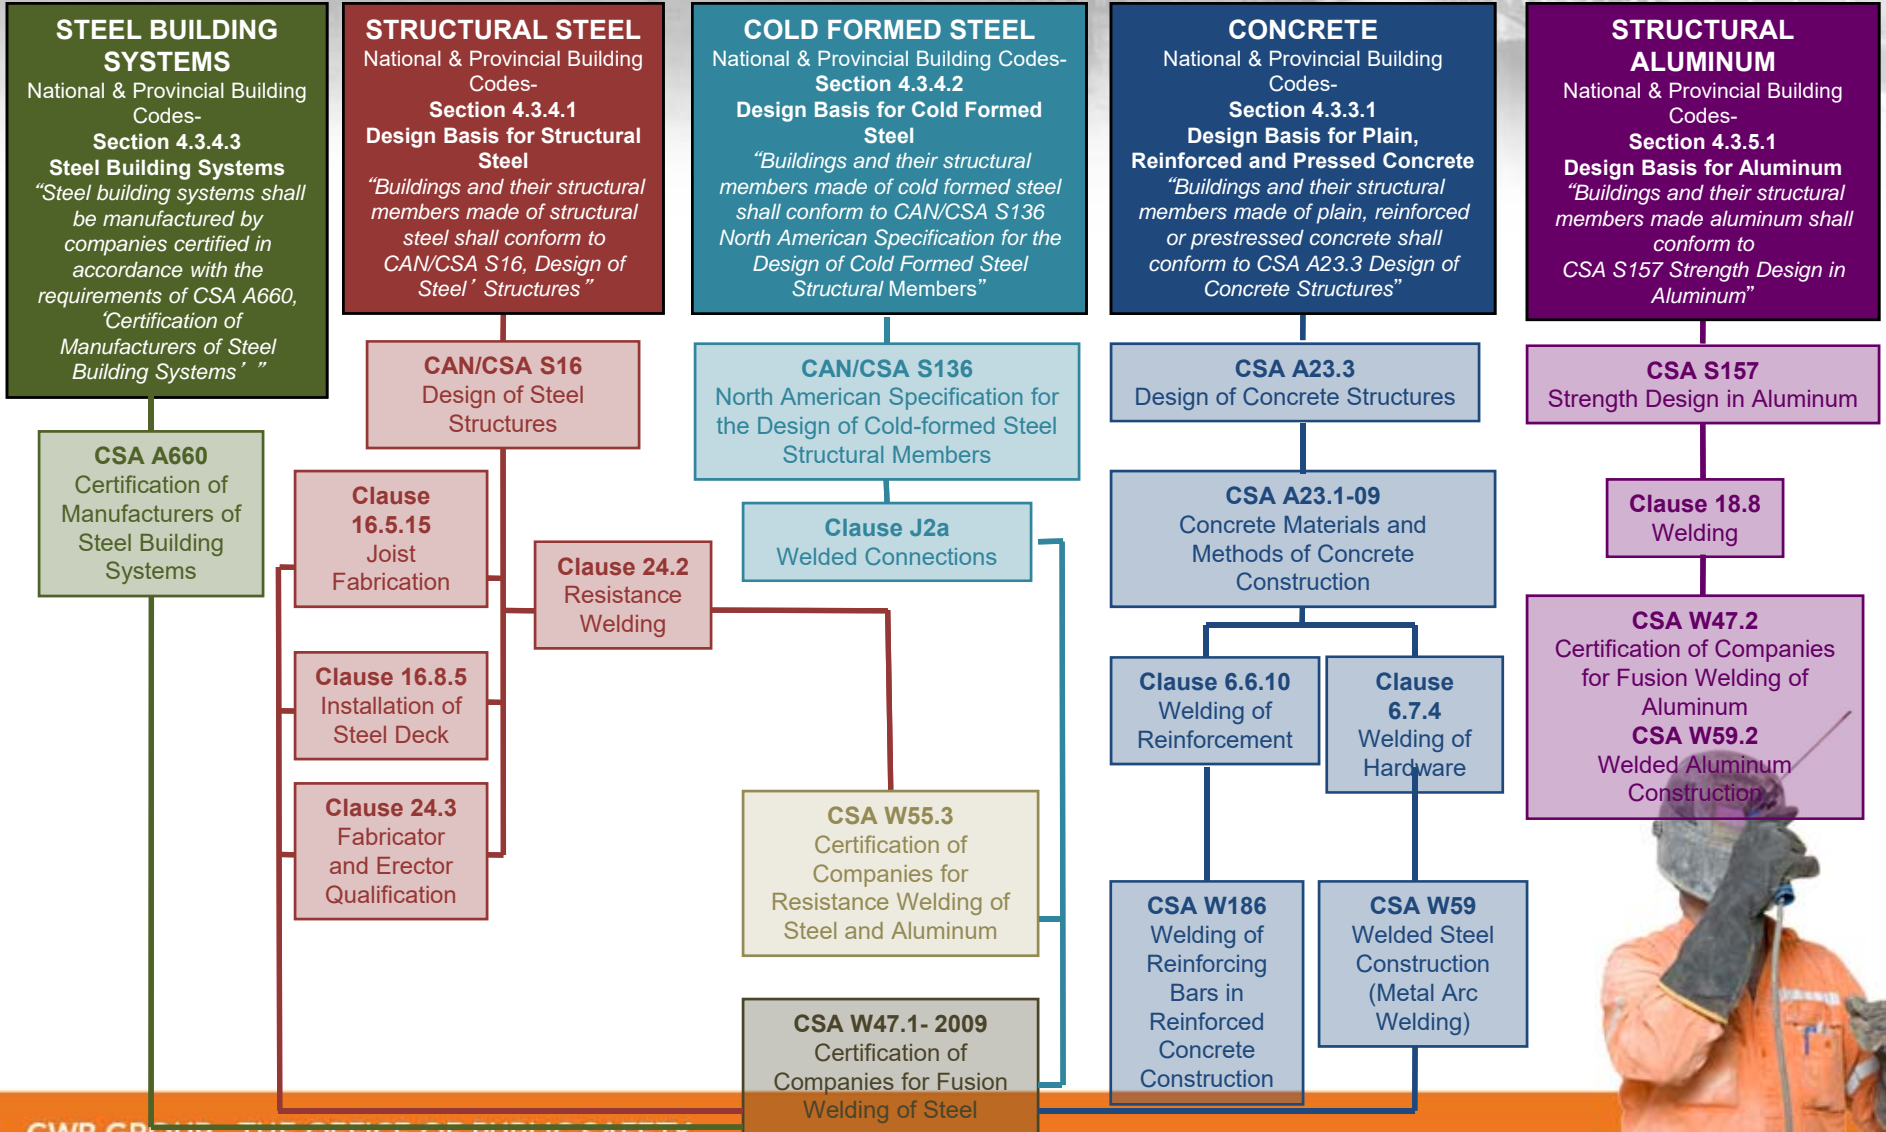 STEEL BUILDING
SYSTEMS
National & Provincial Building
Codes-
Section 4.3.4.3
Steel Building Systems
“Steel building systems shall
be manufactured by
companies certified in
accordance with the
requirements of CSA A660,
‘Certification of
Manufacturers of Steel
Building Systems’ ”
STRUCTURAL STEEL
National & Provincial Building
Codes-
Section 4.3.4.1
Design Basis for Structural
Steel
“Buildings and their structural
members made of structural
steel shall conform to
CAN/CSA S16, Design of
Steel’ Structures”
COLD FORMED STEEL
National & Provincial Building Codes-
Section 4.3.4.2
Design Basis for Cold Formed
Steel
“Buildings and their structural
members made of cold formed steel
shall conform to CAN/CSA S136
North American Specification for the
Design of Cold Formed Steel
Structural Members”
CONCRETE
National & Provincial Building
Codes-
Section 4.3.3.1
Design Basis for Plain,
Reinforced and Pressed Concrete
“Buildings and their structural
members made of plain, reinforced
or prestressed concrete shall
conform to CSA A23.3 Design of
Concrete Structures”
STRUCTURAL
ALUMINUM
National & Provincial Building
Codes-
Section 4.3.5.1
Design Basis for Aluminum
“Buildings and their structural
members made aluminum shall
conform to
CSA S157 Strength Design in
Aluminum”
CSA A660
Certification of
Manufacturers of
Steel Building
Systems
CAN/CSA S16
Design of Steel
Structures
Clause
16.5.15
Joist
Fabrication
Clause 24.2
Resistance
Welding
Clause 16.8.5
Installation of
Steel Deck
Clause 24.3
Fabricator
and Erector
Qualification
CAN/CSA S136
North American Specification for
the Design of Cold-formed Steel
Structural Members
Clause J2a
Welded Connections
CSA W55.3
Certification of
Companies for
Resistance Welding of
Steel and Aluminum
CSA W47.1- 2009
Certification of
Companies for Fusion
Welding of Steel
CSA A23.3
Design of Concrete Structures
CSA A23.1-09
Concrete Materials and
Methods of Concrete
Construction
Clause 6.6.10
Welding of
Reinforcement
Clause
6.7.4
Welding of
Hardware
CSA W186
Welding of
Reinforcing
Bars in
Reinforced
Concrete
Construction
CSA W59
Welded Steel
Construction
(Metal Arc
Welding)
CSA S157
Strength Design in Aluminum
Clause 18.8
Welding
CSA W47.2
Certification of Companies
for Fusion Welding of
Aluminum
CSA W59.2
Welded Aluminum
Construction
CWB GROUP THE OFFICE OF PUBLIC SAFETY